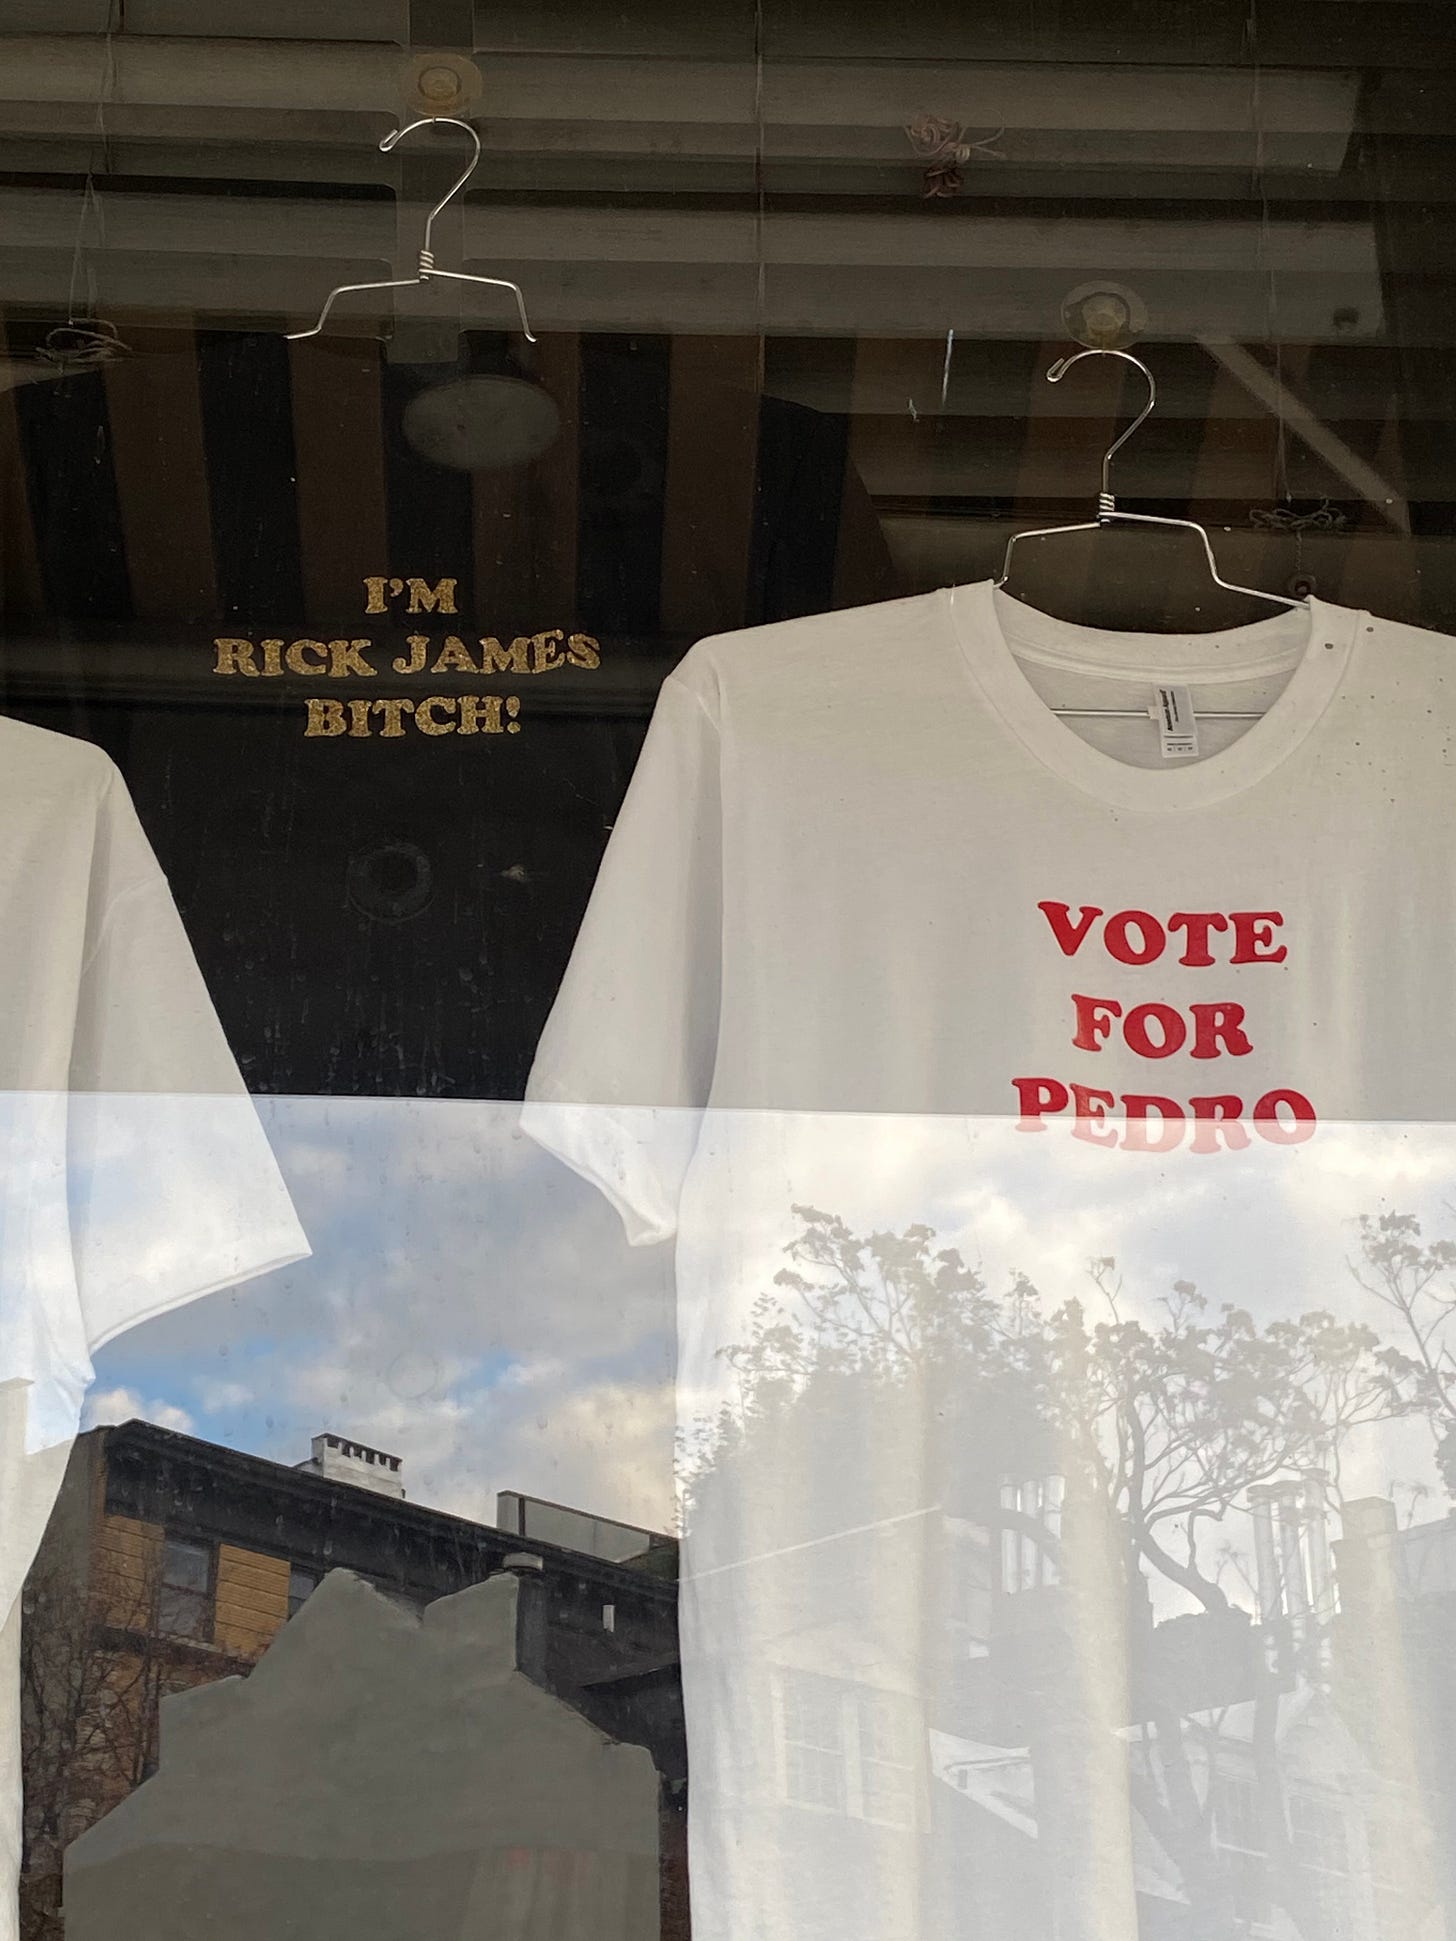 I'M
RICK JAMES
BITCH!
VOTE
FOR
PEDRO